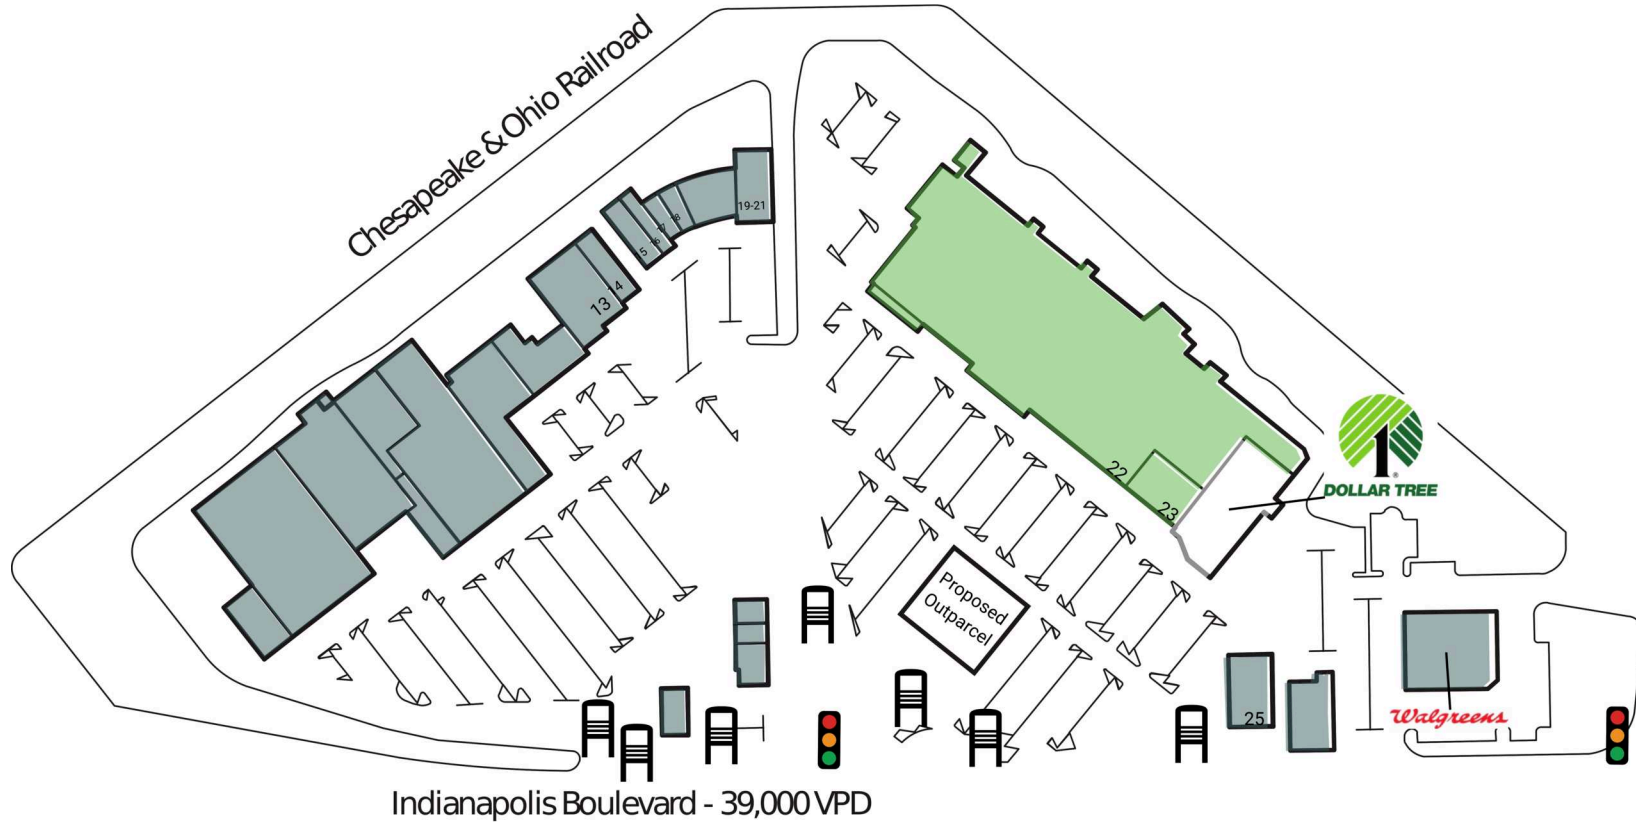 Chesapeake & Ohio Railroad
19-21
18
17
16
5
14
13
22
23
DOLLAR TREE
Proposed
Outparcel
25
Walgreens
Indianapolis Boulevard - 39,000 VPD